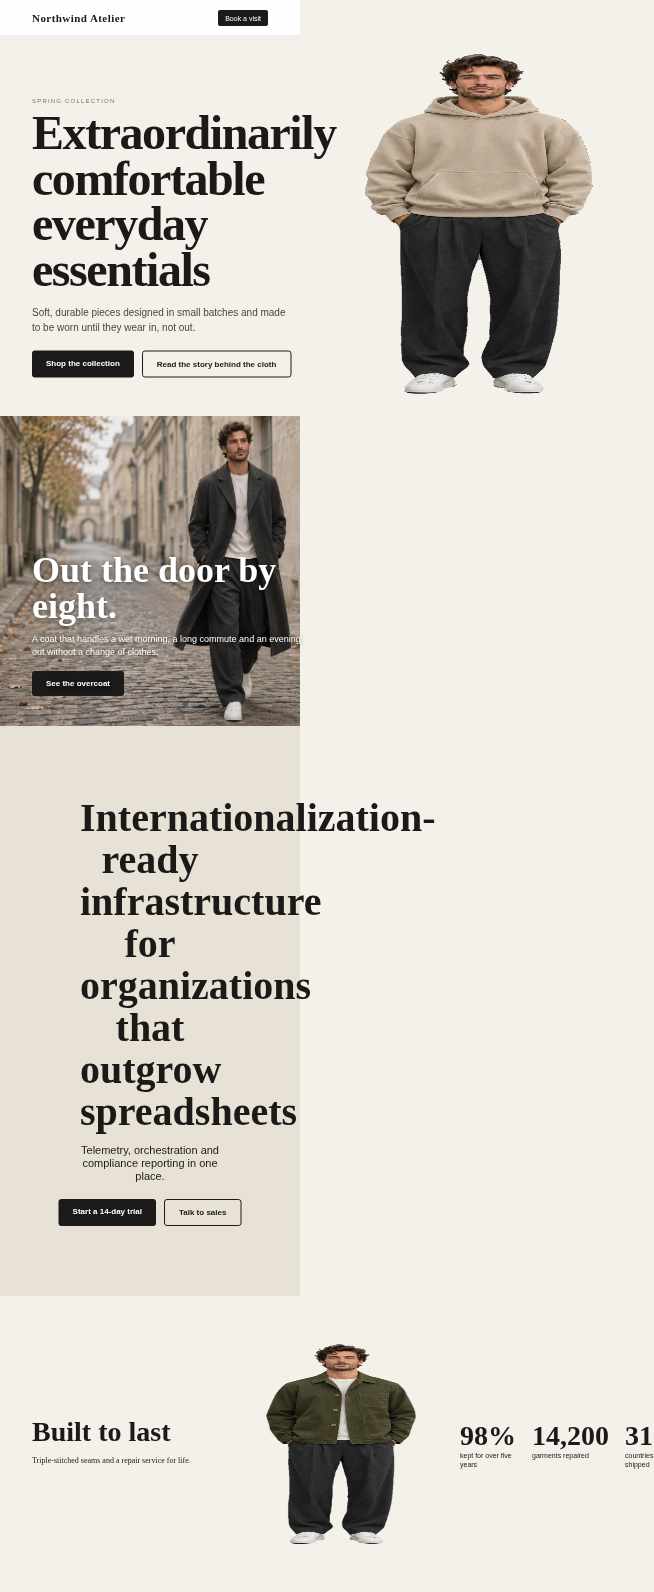 Northwind Atelier
Book a visit
SPRING COLLECTION
Extraordinarily
comfortable
everyday
essentials
Soft, durable pieces designed in small batches and made
to be worn until they wear in, not out.
Shop the collection
Read the story behind the cloth
Out the door by
eight.
A coat that handles a wet morning, a long commute and an evening
out without a change of clothes.
See the overcoat
Internationalization-
ready
infrastructure
for
organizations
that
outgrow
spreadsheets
Telemetry, orchestration and
compliance reporting in one
place.
Start a 14-day trial
Talk to sales
Built to last
Triple-stitched seams and a repair service for life.
98%
kept for over five
years
14,200
garments repaired
31
countries
shipped